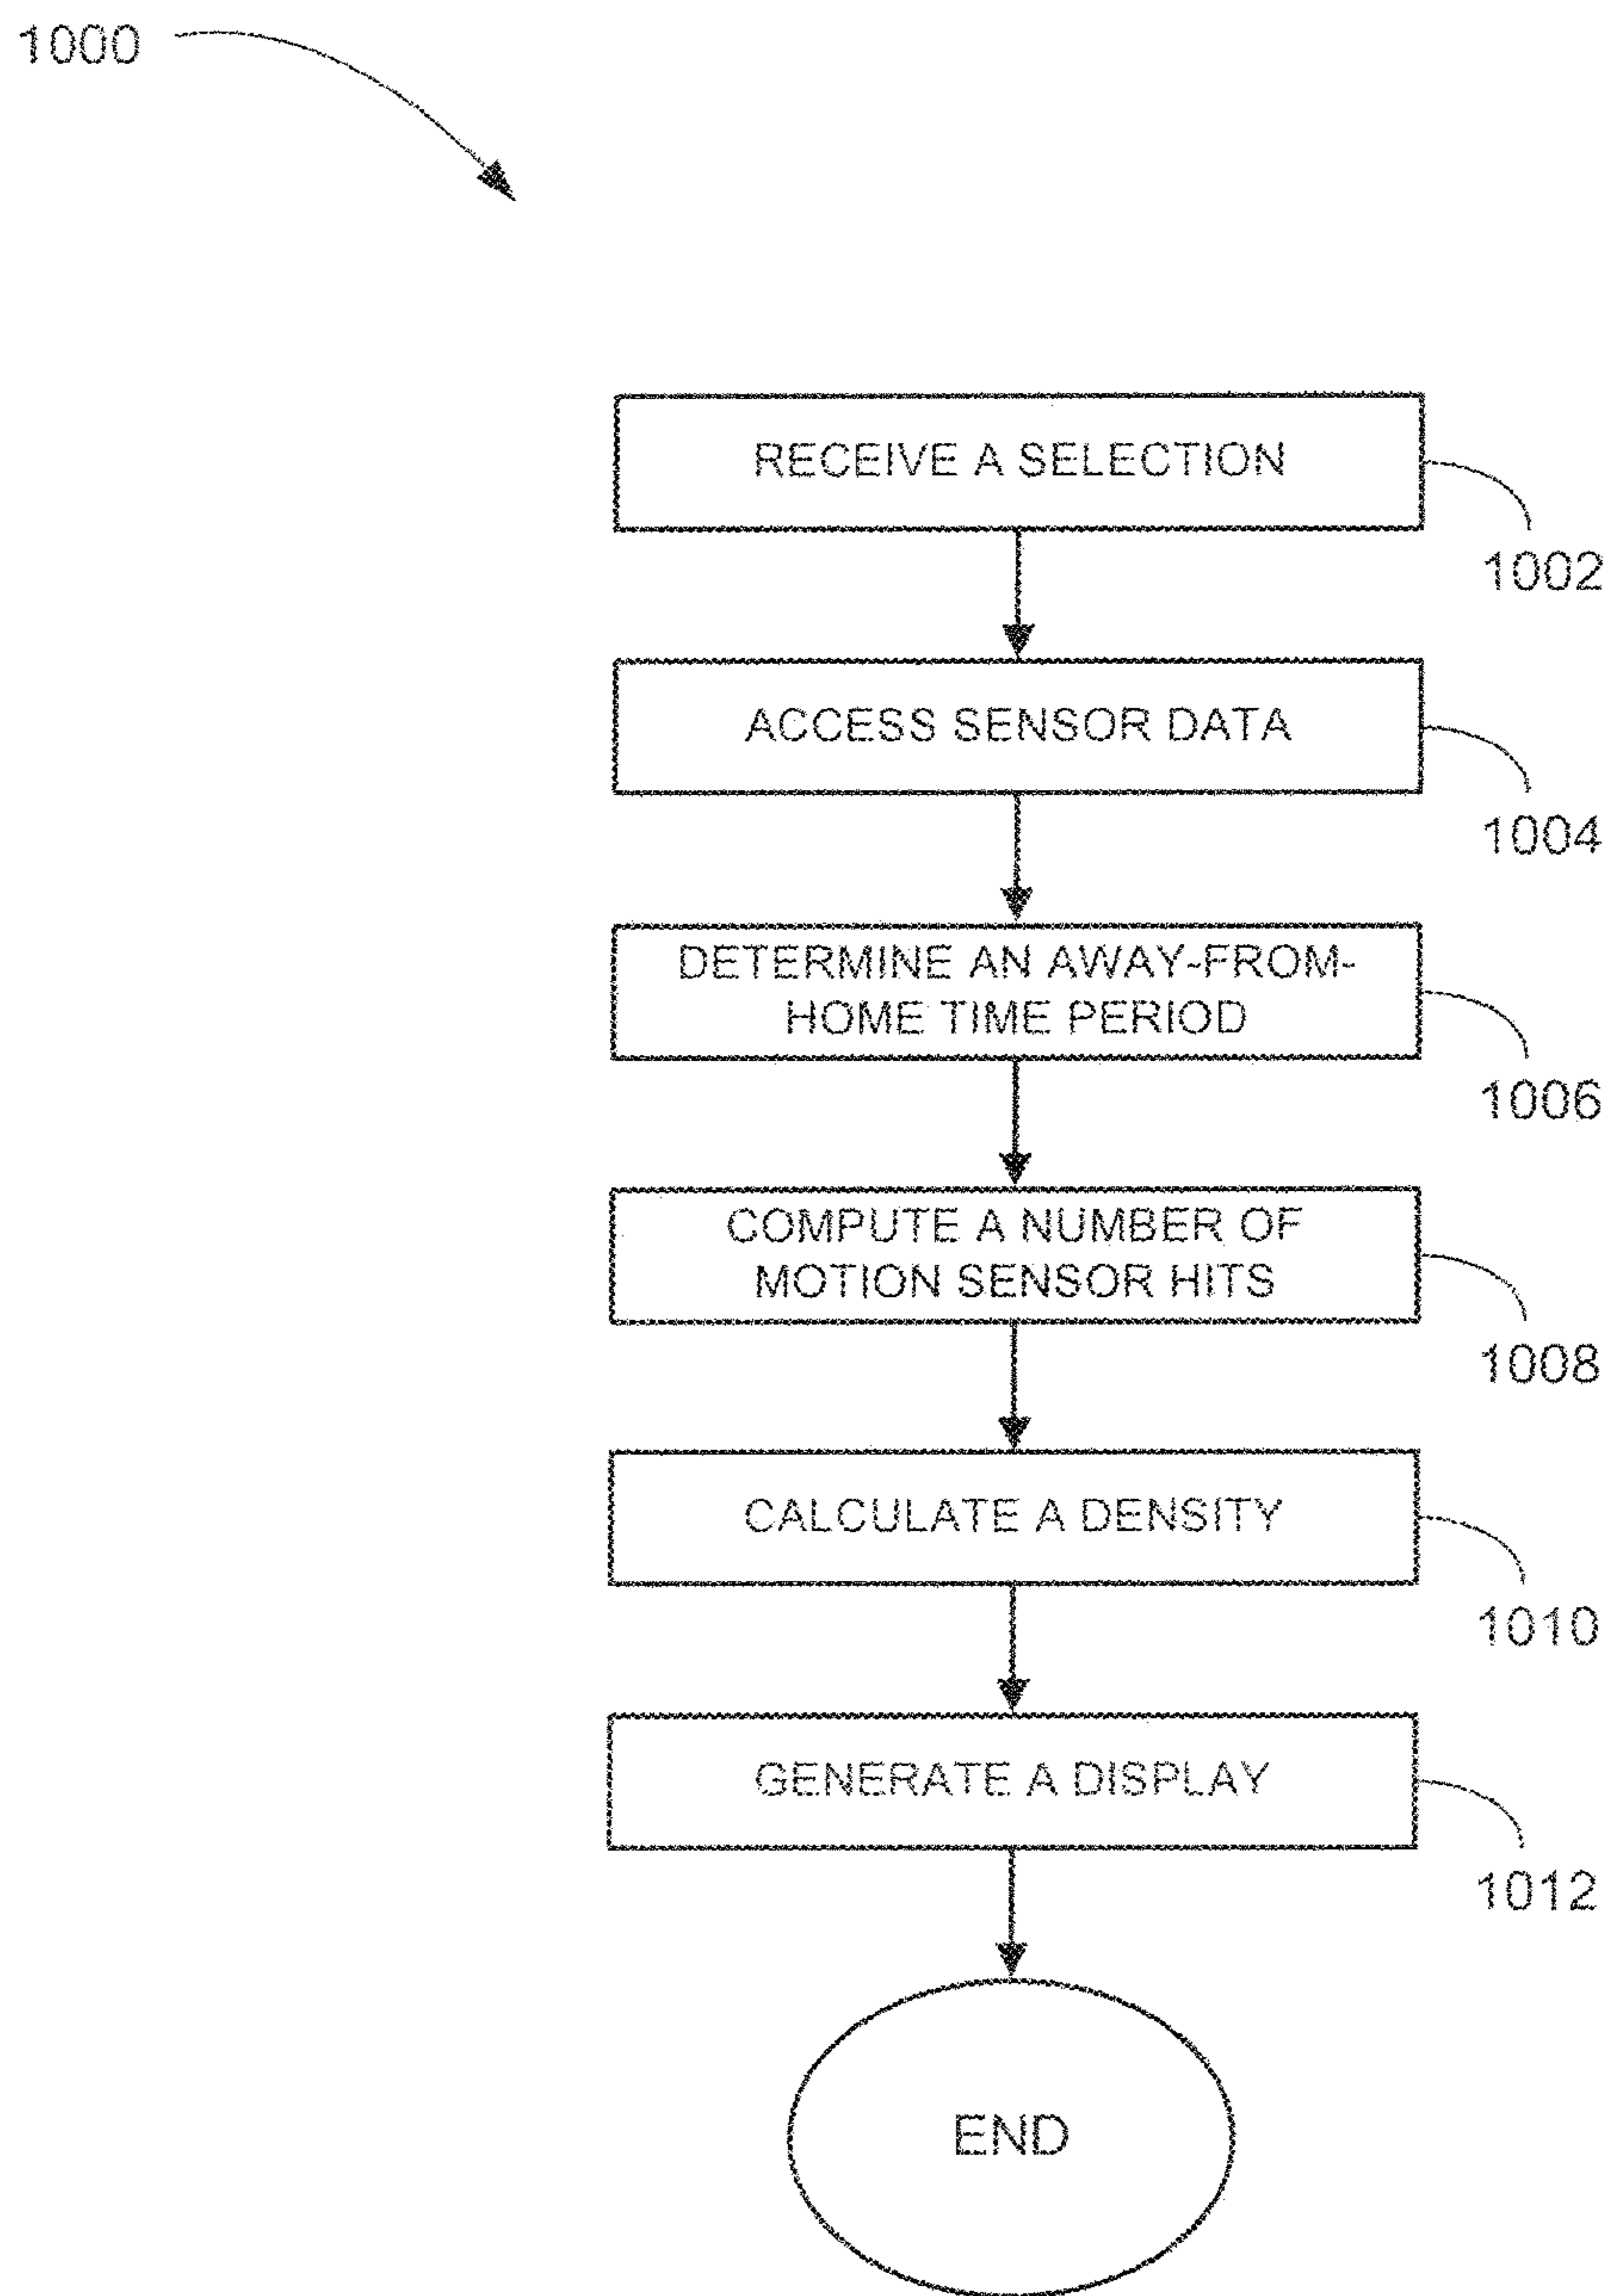 1000
RECEIVE A SELECTION
1002
ACCESS SENSOR DATA
1004
DETERMINE AN AWAY-FROM-
HOME TIME PERIOD
1006
COMPUTE A NUMBER OF
MOTION SENSOR HITS
1008
CALCULATE A DENSITY
1010
GENERATE A DISPLAY
1012
END